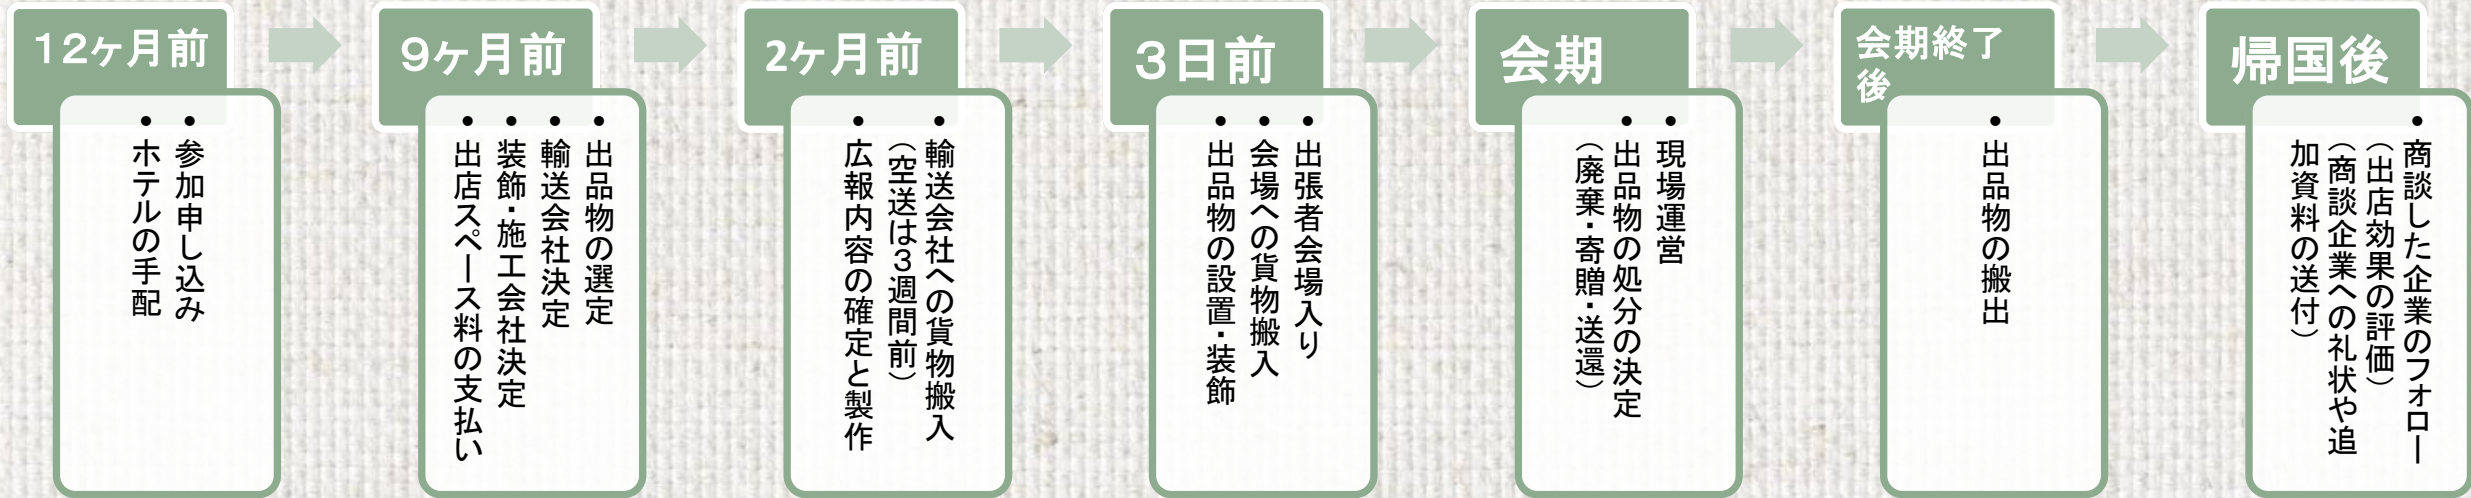 12ヶ月前
• 参加申し込み
• ホテルの手配
9ヶ月前
• 出品物の選定
• 輸送会社決定
• 装飾・施工会社決定
• 出店スペース料の支払い
2ヶ月前
• 輸送会社への貨物搬入
（空送は3週間前）
• 広報内容の確定と製作
3日前
• 出張者会場入り
• 会場への貨物搬入
• 出品物の設置・装飾
会期
• 現場運営
• 出品物の処分の決定
（廃棄・寄贈・送還）
会期終了
後
• 出品物の搬出
帰国後
• 商談した企業のフォロー
（出店効果の評価）
（商談企業への礼状や追
加資料の送付）